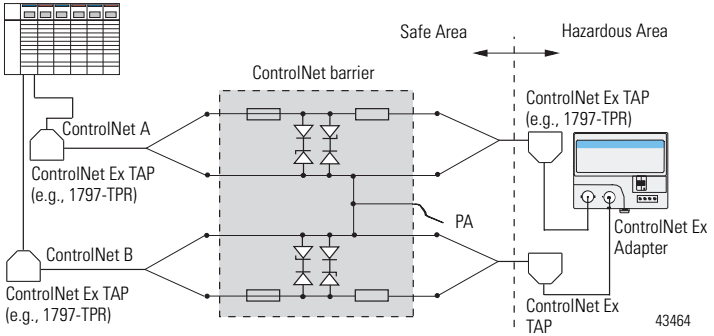 Safe Area
Hazardous Area
ControlNet barrier
ControlNet Ex TAP
(e.g., 1797-TPR)
ControlNet A
ControlNet Ex TAP
(e.g., 1797-TPR)
PA
ControlNet Ex
Adapter
ControlNet B
ControlNet Ex TAP
(e.g., 1797-TPR)
ControlNet Ex
TAP
43464